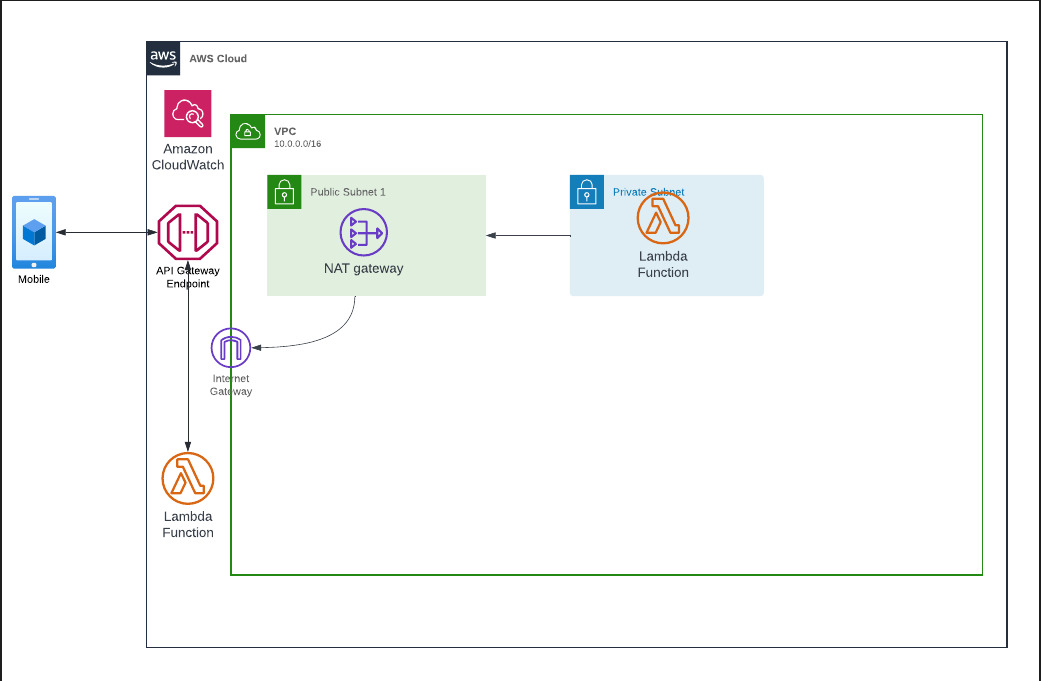 aws
AWS Cloud
Amazon
CloudWatch
VPC
10.0.0.0/16
Public Subnet 1
NAT gateway
Private Subnet
Lambda
Function
Mobile
API Gateway
Endpoint
Internet
Gateway
Lambda
Function